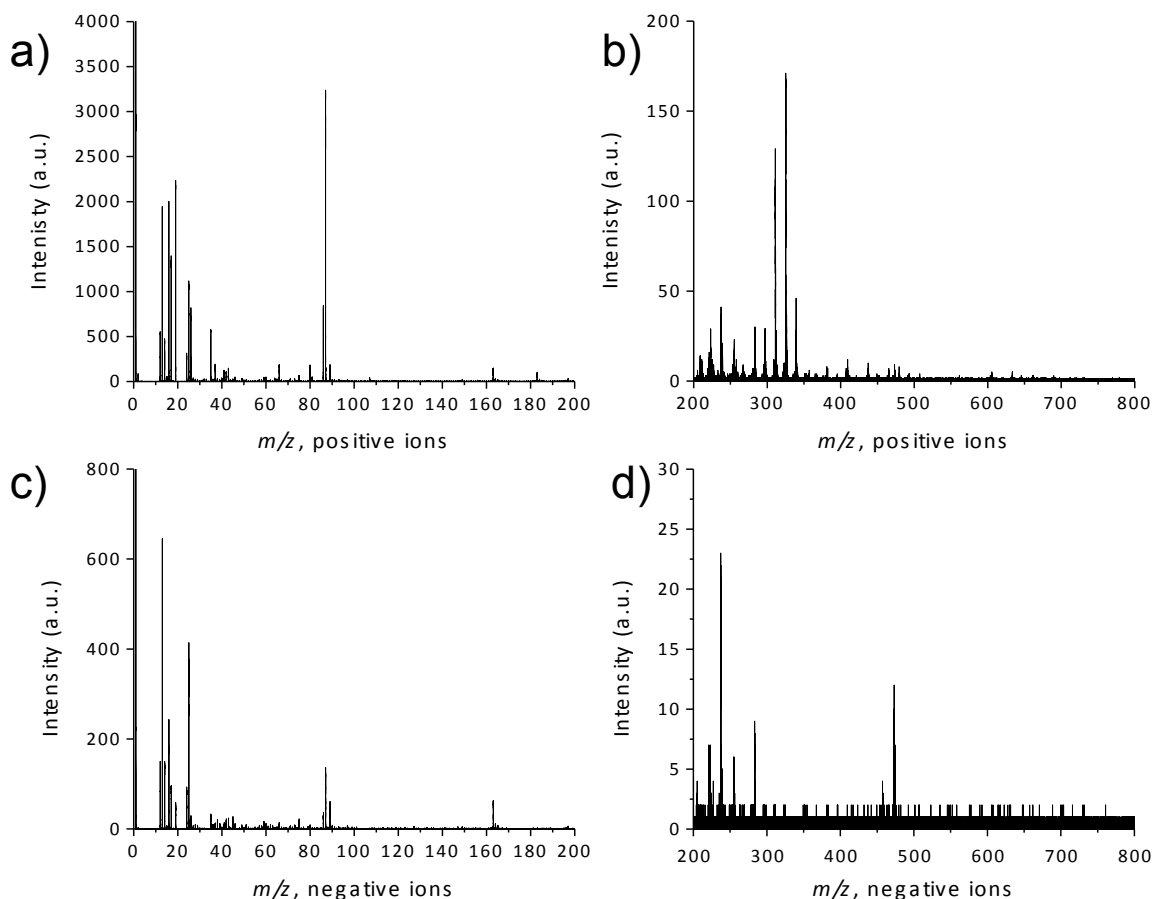 a)
Intenisty (a.u.)
4000
3500
3000
2500
2000
1500
1000
500
0
0 20 40 60 80 100 120 140 160 180 200
m/z, positive ions
b)
Intenisty (a.u.)
200
150
100
50
0
200 300 400 500 600 700 800
m/z, positive ions
c)
Intensity (a.u.)
800
600
400
200
0
0 20 40 60 80 100 120 140 160 180 200
m/z, negative ions
d)
Intensity (a.u.)
30
25
20
15
10
5
0
200 300 400 500 600 700 800
m/z, negative ions